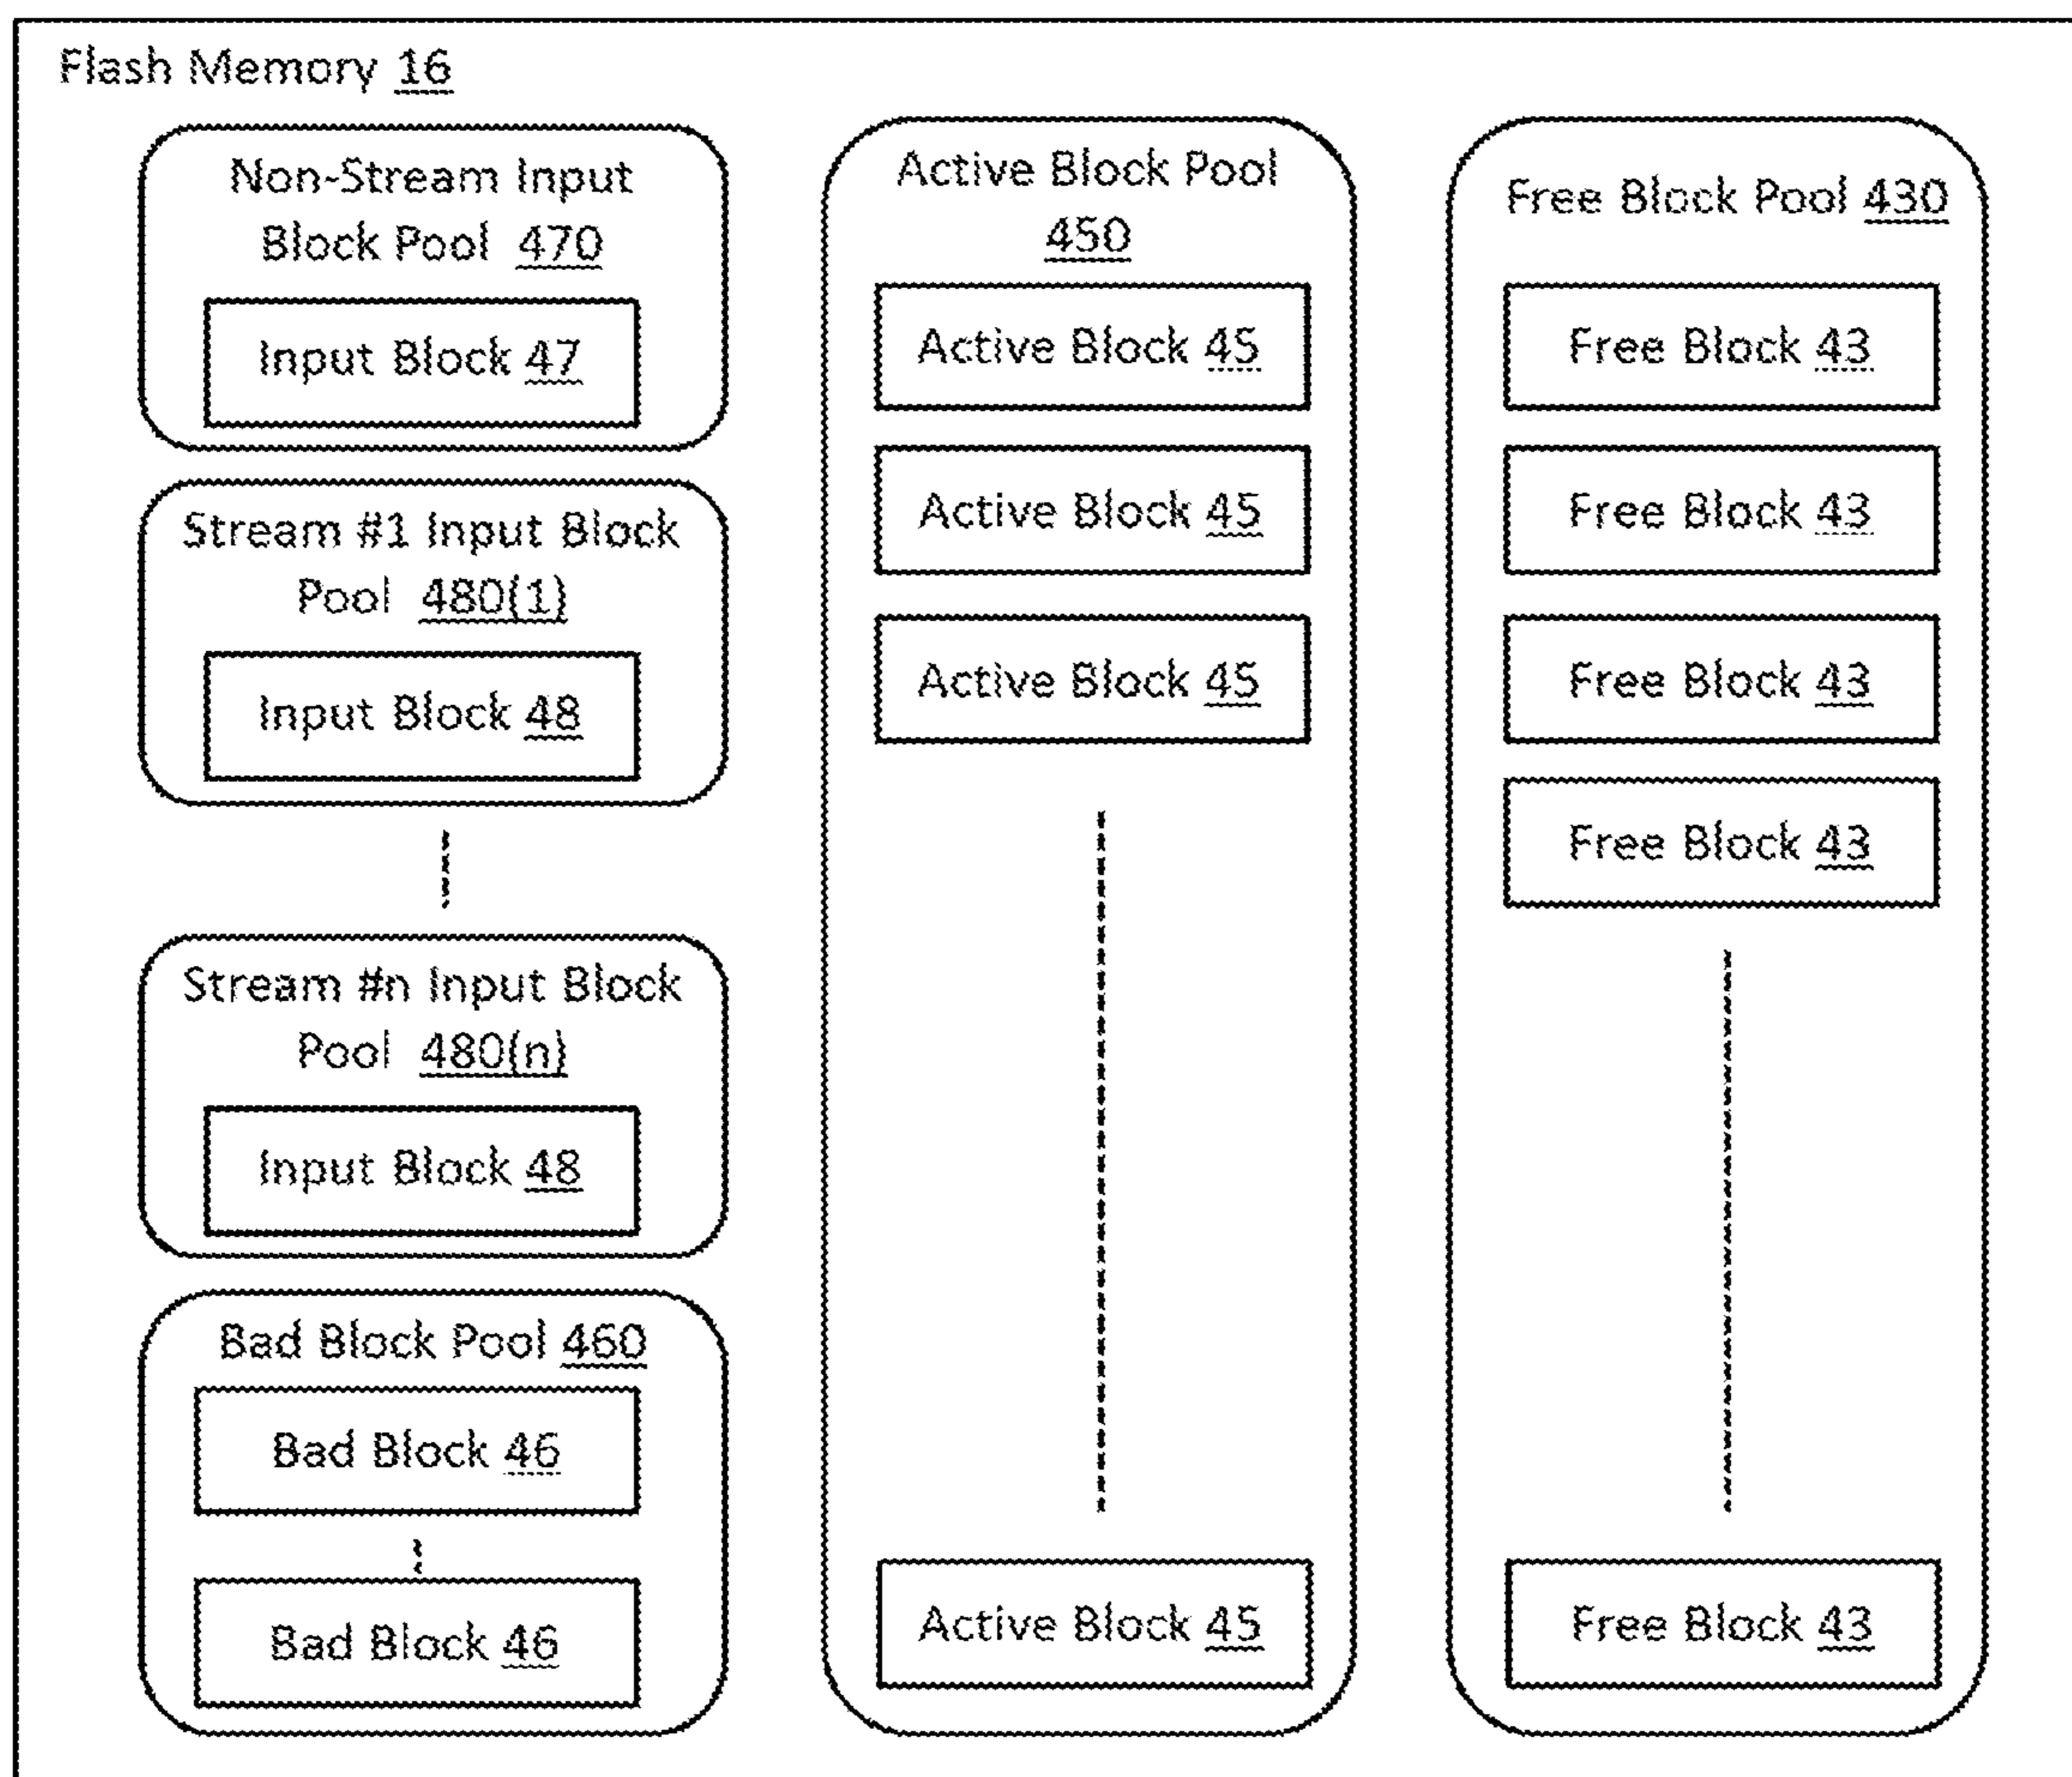 Flash Memory 16
Non-Stream Input
Block Pool 470
Input Block 47
Stream #1 Input Block
Pool 480(1)
Input Block 48
Stream #n Input Block
Pool 480(n)
Input Block 48
Bad Block Pool 460
Bad Block 46
Bad Block 46
Active Block Pool
450
Active Block 45
Active Block 45
Active Block 45
Active Block 45
Free Block Pool 430
Free Block 43
Free Block 43
Free Block 43
Free Block 43
Free Block 43